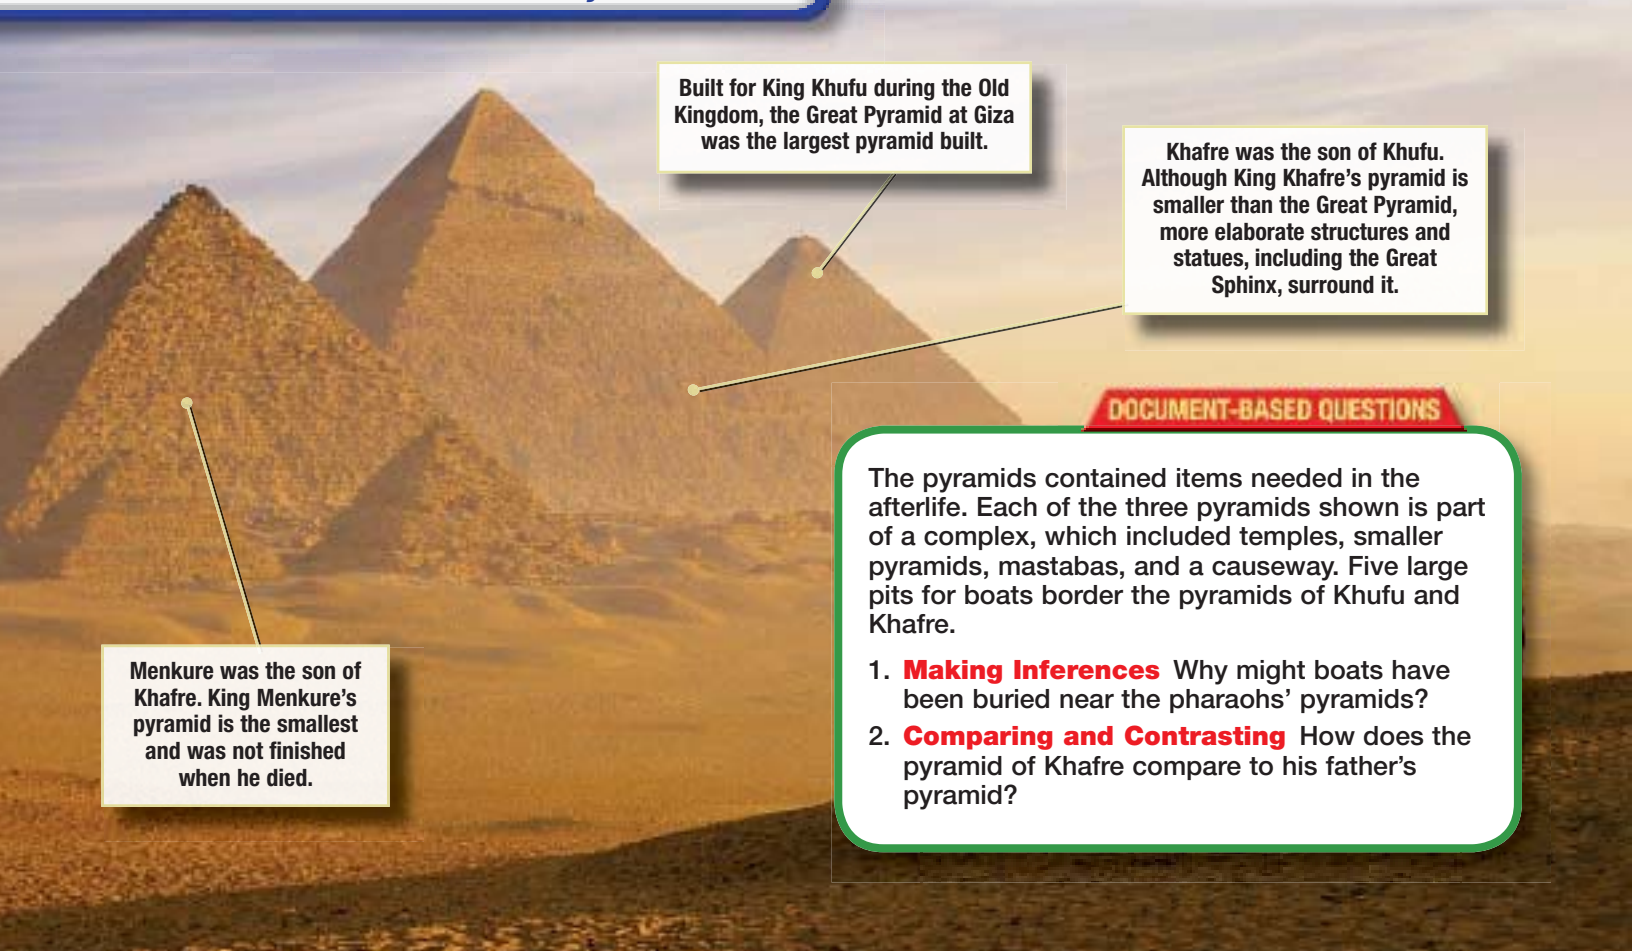 Built for King Khufu during the Old
Kingdom, the Great Pyramid at Giza
was the largest pyramid built.
Khafre was the son of Khufu.
Although King Khafre's pyramid is
smaller than the Great Pyramid,
more elaborate structures and
statues, including the Great
Sphinx, surround it.
Menkure was the son of
Khafre. King Menkure's
pyramid is the smallest
and was not finished
when he died.
DOCUMENT-BASED QUESTIONS
The pyramids contained items needed in the
afterlife. Each of the three pyramids shown is part
of a complex, which included temples, smaller
pyramids, mastabas, and a causeway. Five large
pits for boats border the pyramids of Khufu and
Khafre.
1. Making Inferences Why might boats have
been buried near the pharaohs' pyramids?
2. Comparing and Contrasting How does the
pyramid of Khafre compare to his father's
pyramid?